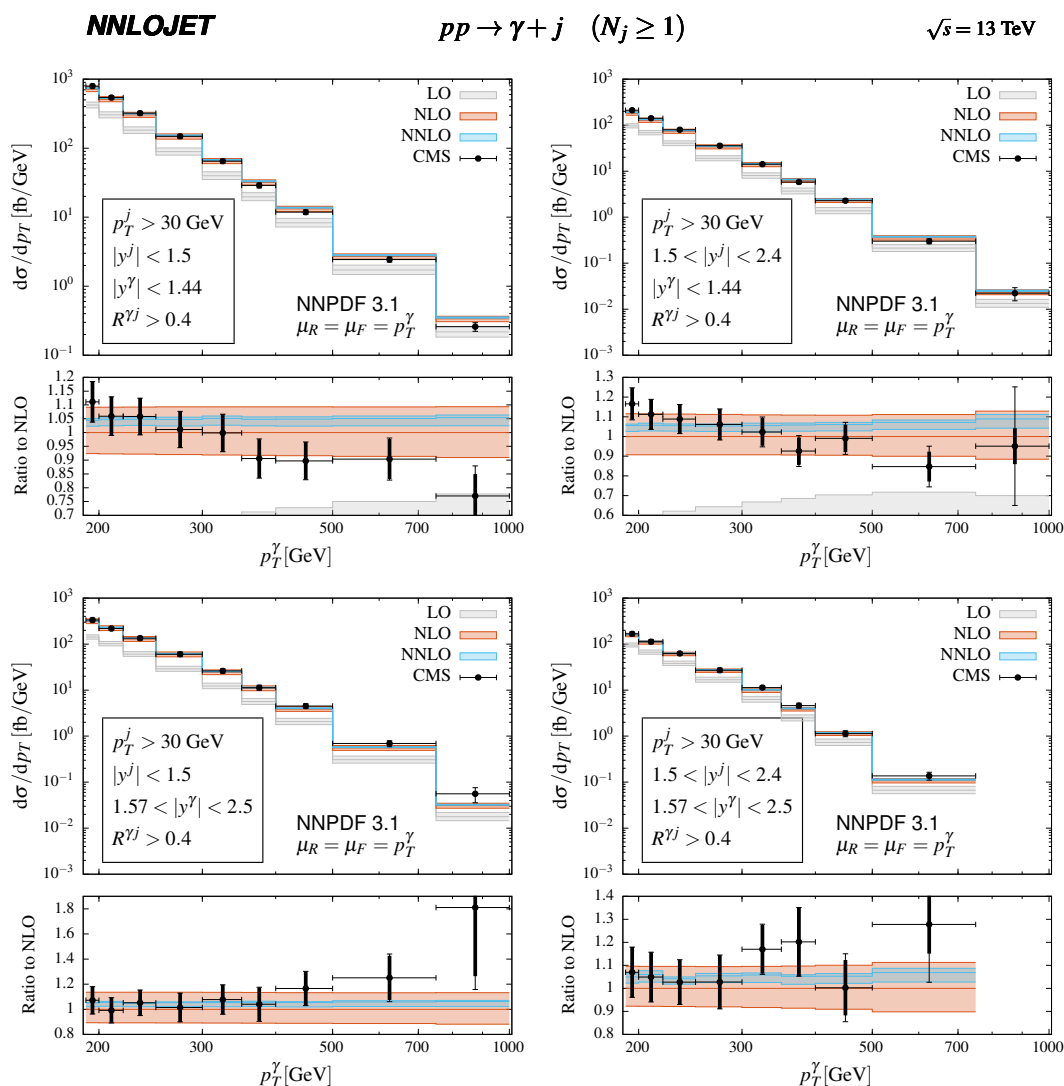 NNLOJET pp → γ + j (N_j ≥ 1) √s = 13 TeV
dσ/dp_T [fb/GeV]
10^3
10^2
10^1
10^0
10^−1
LO
NLO
NNLO
CMS
p_T^j > 30 GeV
|y^j| < 1.5
|y^γ| < 1.44
R^γj > 0.4
NNPDF 3.1
μ_R = μ_F = p_T^γ
Ratio to NLO
1.2
1.15
1.1
1.05
1
0.95
0.9
0.85
0.8
0.75
0.7
200 300 500 700 1000
p_T^γ [GeV]
dσ/dp_T [fb/GeV]
10^3
10^2
10^1
10^0
10^−1
10^−2
10^−3
LO
NLO
NNLO
CMS
p_T^j > 30 GeV
1.5 < |y^j| < 2.4
|y^γ| < 1.44
R^γj > 0.4
NNPDF 3.1
μ_R = μ_F = p_T^γ
Ratio to NLO
1.3
1.2
1.1
1
0.9
0.8
0.7
0.6
200 300 500 700 1000
p_T^γ [GeV]
dσ/dp_T [fb/GeV]
10^3
10^2
10^1
10^0
10^−1
10^−2
10^−3
LO
NLO
NNLO
CMS
p_T^j > 30 GeV
|y^j| < 1.5
1.57 < |y^γ| < 2.5
R^γj > 0.4
NNPDF 3.1
μ_R = μ_F = p_T^γ
Ratio to NLO
1.8
1.6
1.4
1.2
1
0.8
200 300 500 700 1000
p_T^γ [GeV]
dσ/dp_T [fb/GeV]
10^3
10^2
10^1
10^0
10^−1
10^−2
10^−3
LO
NLO
NNLO
CMS
p_T^j > 30 GeV
1.5 < |y^j| < 2.4
1.57 < |y^γ| < 2.5
R^γj > 0.4
NNPDF 3.1
μ_R = μ_F = p_T^γ
Ratio to NLO
1.4
1.3
1.2
1.1
1
0.9
0.8
200 300 500 700 1000
p_T^γ [GeV]